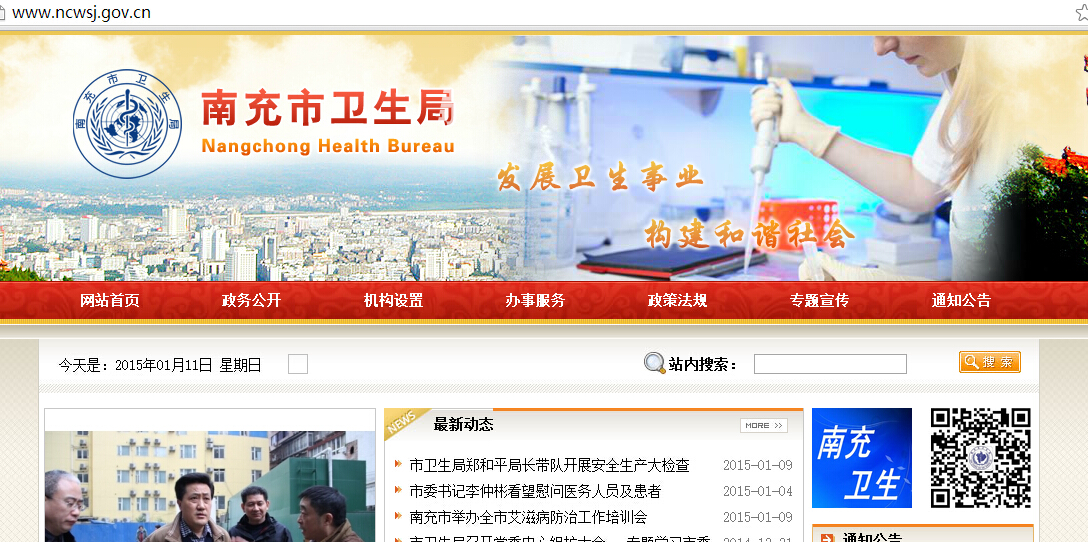 www.ncwsj.gov.cn
南充市卫生局
南充市卫生局
Nangchong Health Bureau
发展卫生事业
构建和谐社会
网站首页 政务公开 机构设置 办事服务 政策法规 专题宣传 通知公告
今天是：2015年01月11日 星期日 站内搜索： 搜索
NEWS 最新动态 MORE >>
市卫生局郑和平局长带队开展安全生产大检查 2015-01-09
市委书记李仲彬看望慰问医务人员及患者 2015-01-04
南充市举办全市艾滋病防治工作培训会 2015-01-09
南充
卫生
通知公告